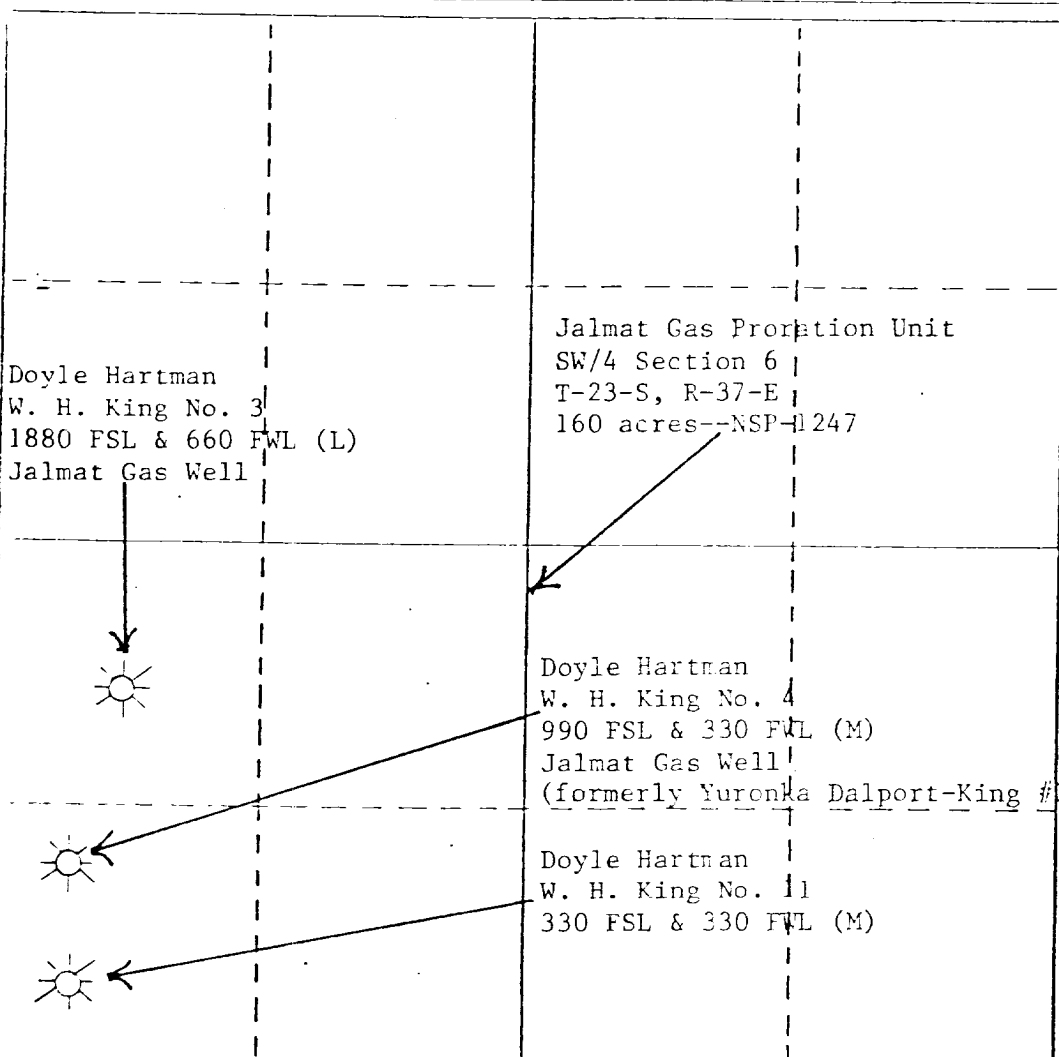 Jalmat Gas Proration Unit
SW/4 Section 6
T-23-S, R-37-E
160 acres--NSP-1247
Doyle Hartman
W. H. King No. 3
1880 FSL & 660 FWL (L)
Jalmat Gas Well
Doyle Hartman
W. H. King No. 4
990 FSL & 330 FWL (M)
Jalmat Gas Well
(formerly Yuronka Dalport-King #
Doyle Hartman
W. H. King No. 11
330 FSL & 330 FWL (M)